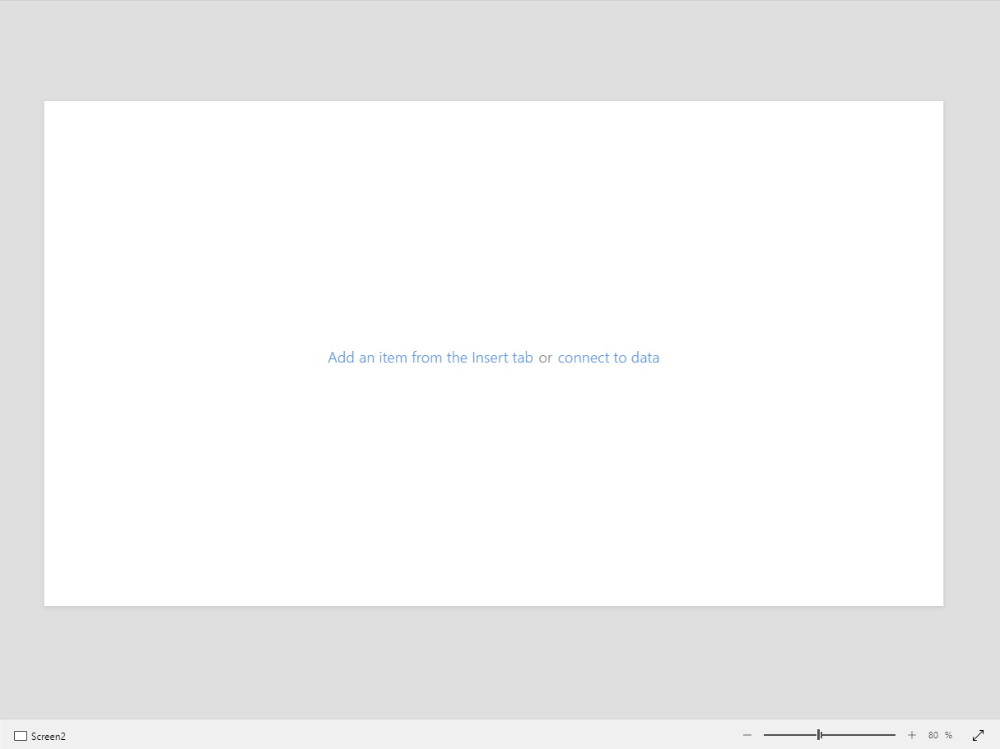 Add an item from the Insert tab or connect to data
Screen2
80 %